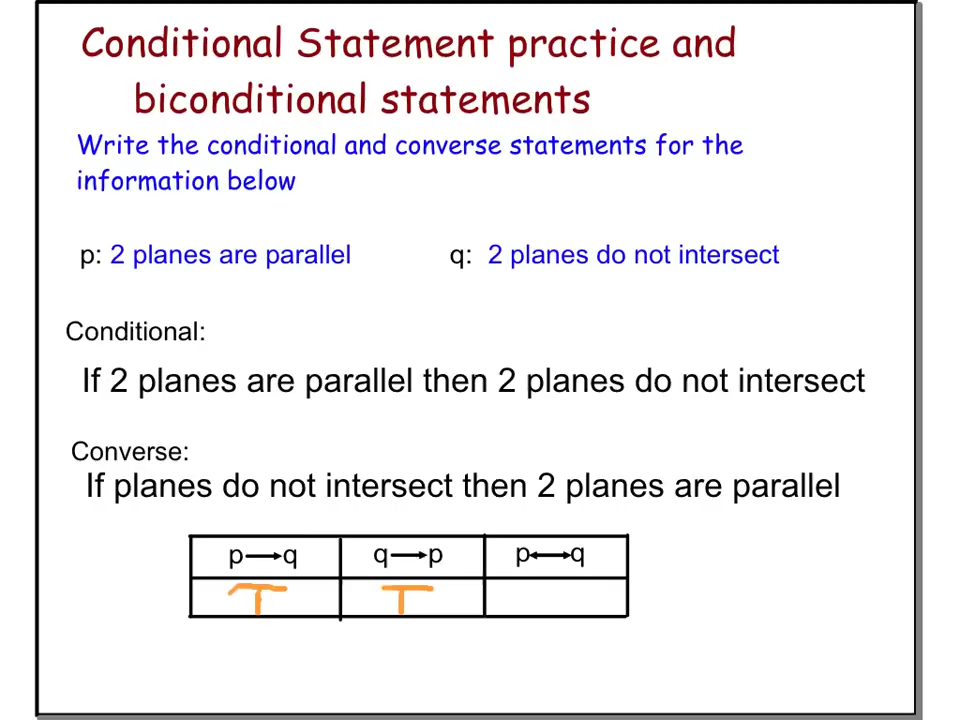 Conditional Statement practice and
biconditional statements
Write the conditional and converse statements for the
information below
p: 2 planes are parallel q: 2 planes do not intersect
Conditional:
If 2 planes are parallel then 2 planes do not intersect
Converse:
If planes do not intersect then 2 planes are parallel
p→q q→p p↔q
T T